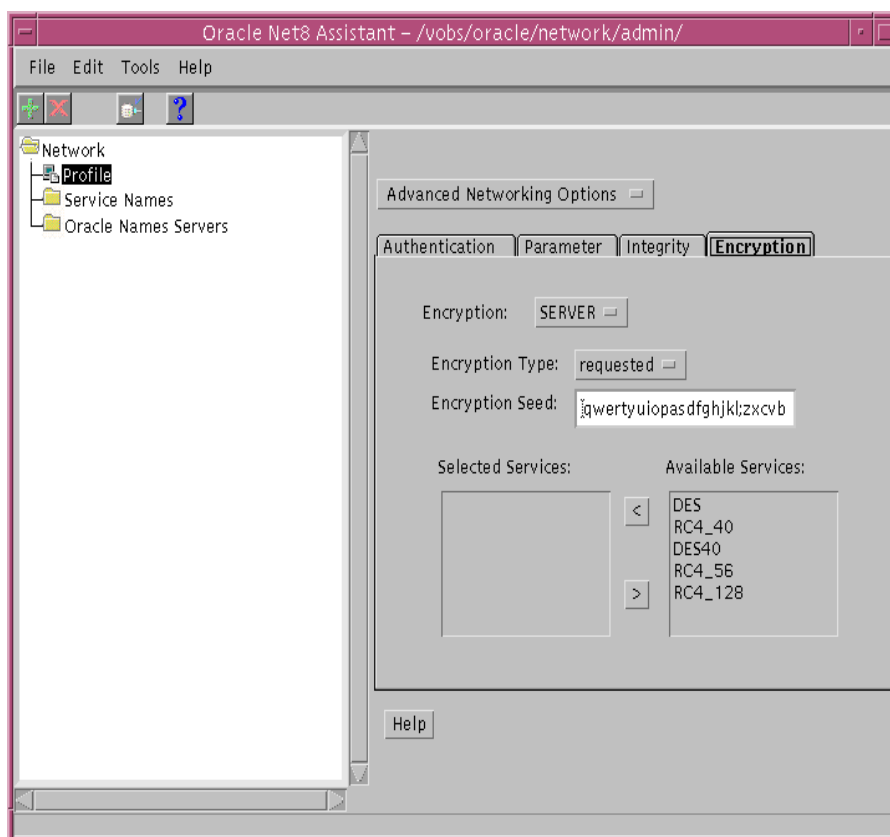 Oracle Net8 Assistant – /vobs/oracle/network/admin/
File Edit Tools Help
?
Network
Profile
Service Names
Oracle Names Servers
Advanced Networking Options
Authentication Parameter Integrity Encryption
Encryption: SERVER
Encryption Type: requested
Encryption Seed: qwertyuiopasdfghjkl;zxcvb
Selected Services: Available Services:
< DES
RC4_40
DES40
RC4_56
> RC4_128
Help